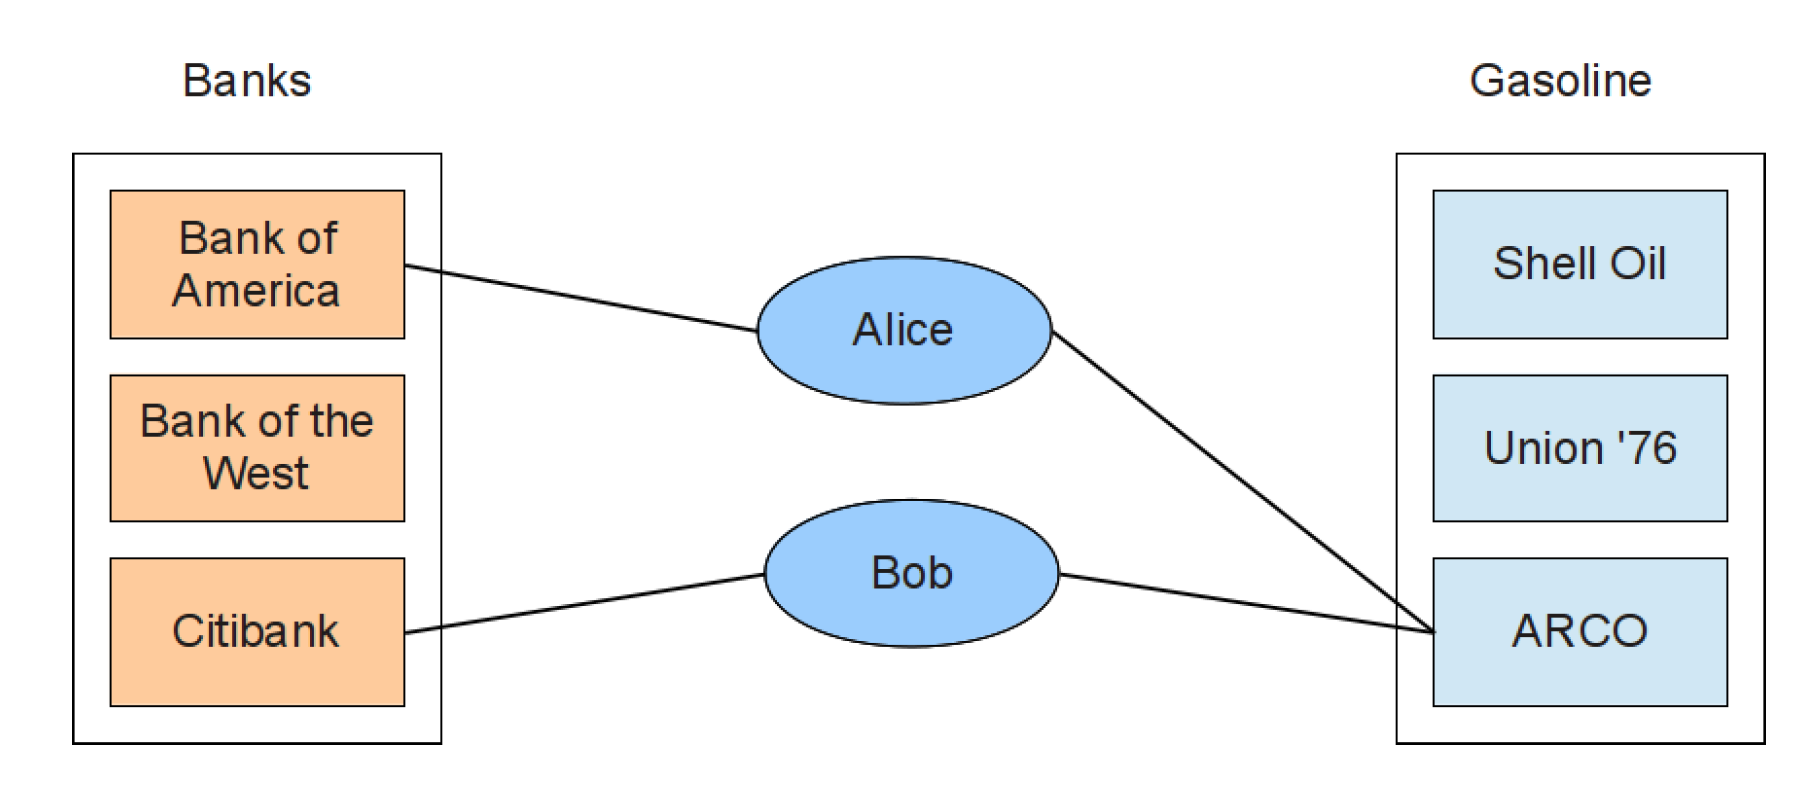 Banks
Gasoline
Bank of
America
Bank of the
West
Citibank
Alice
Bob
Shell Oil
Union '76
ARCO